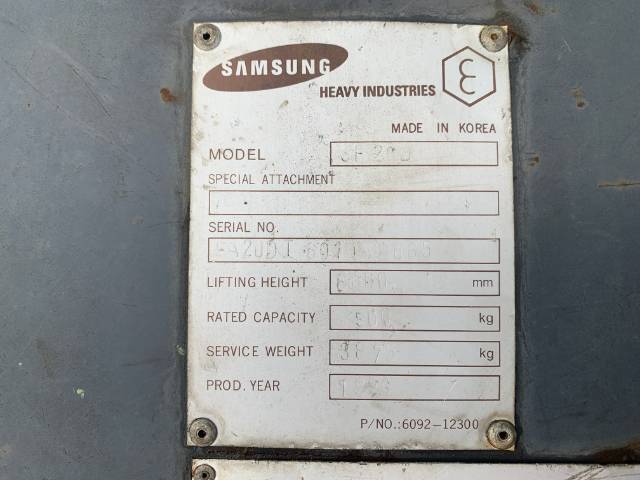 SAMSUNG
HEAVY INDUSTRIES
MADE IN KOREA
MODEL
SPECIAL ATTACHMENT
SERIAL NO.
LIFTING HEIGHT mm
RATED CAPACITY kg
SERVICE WEIGHT kg
PROD. YEAR
P/NO.:6092-12300